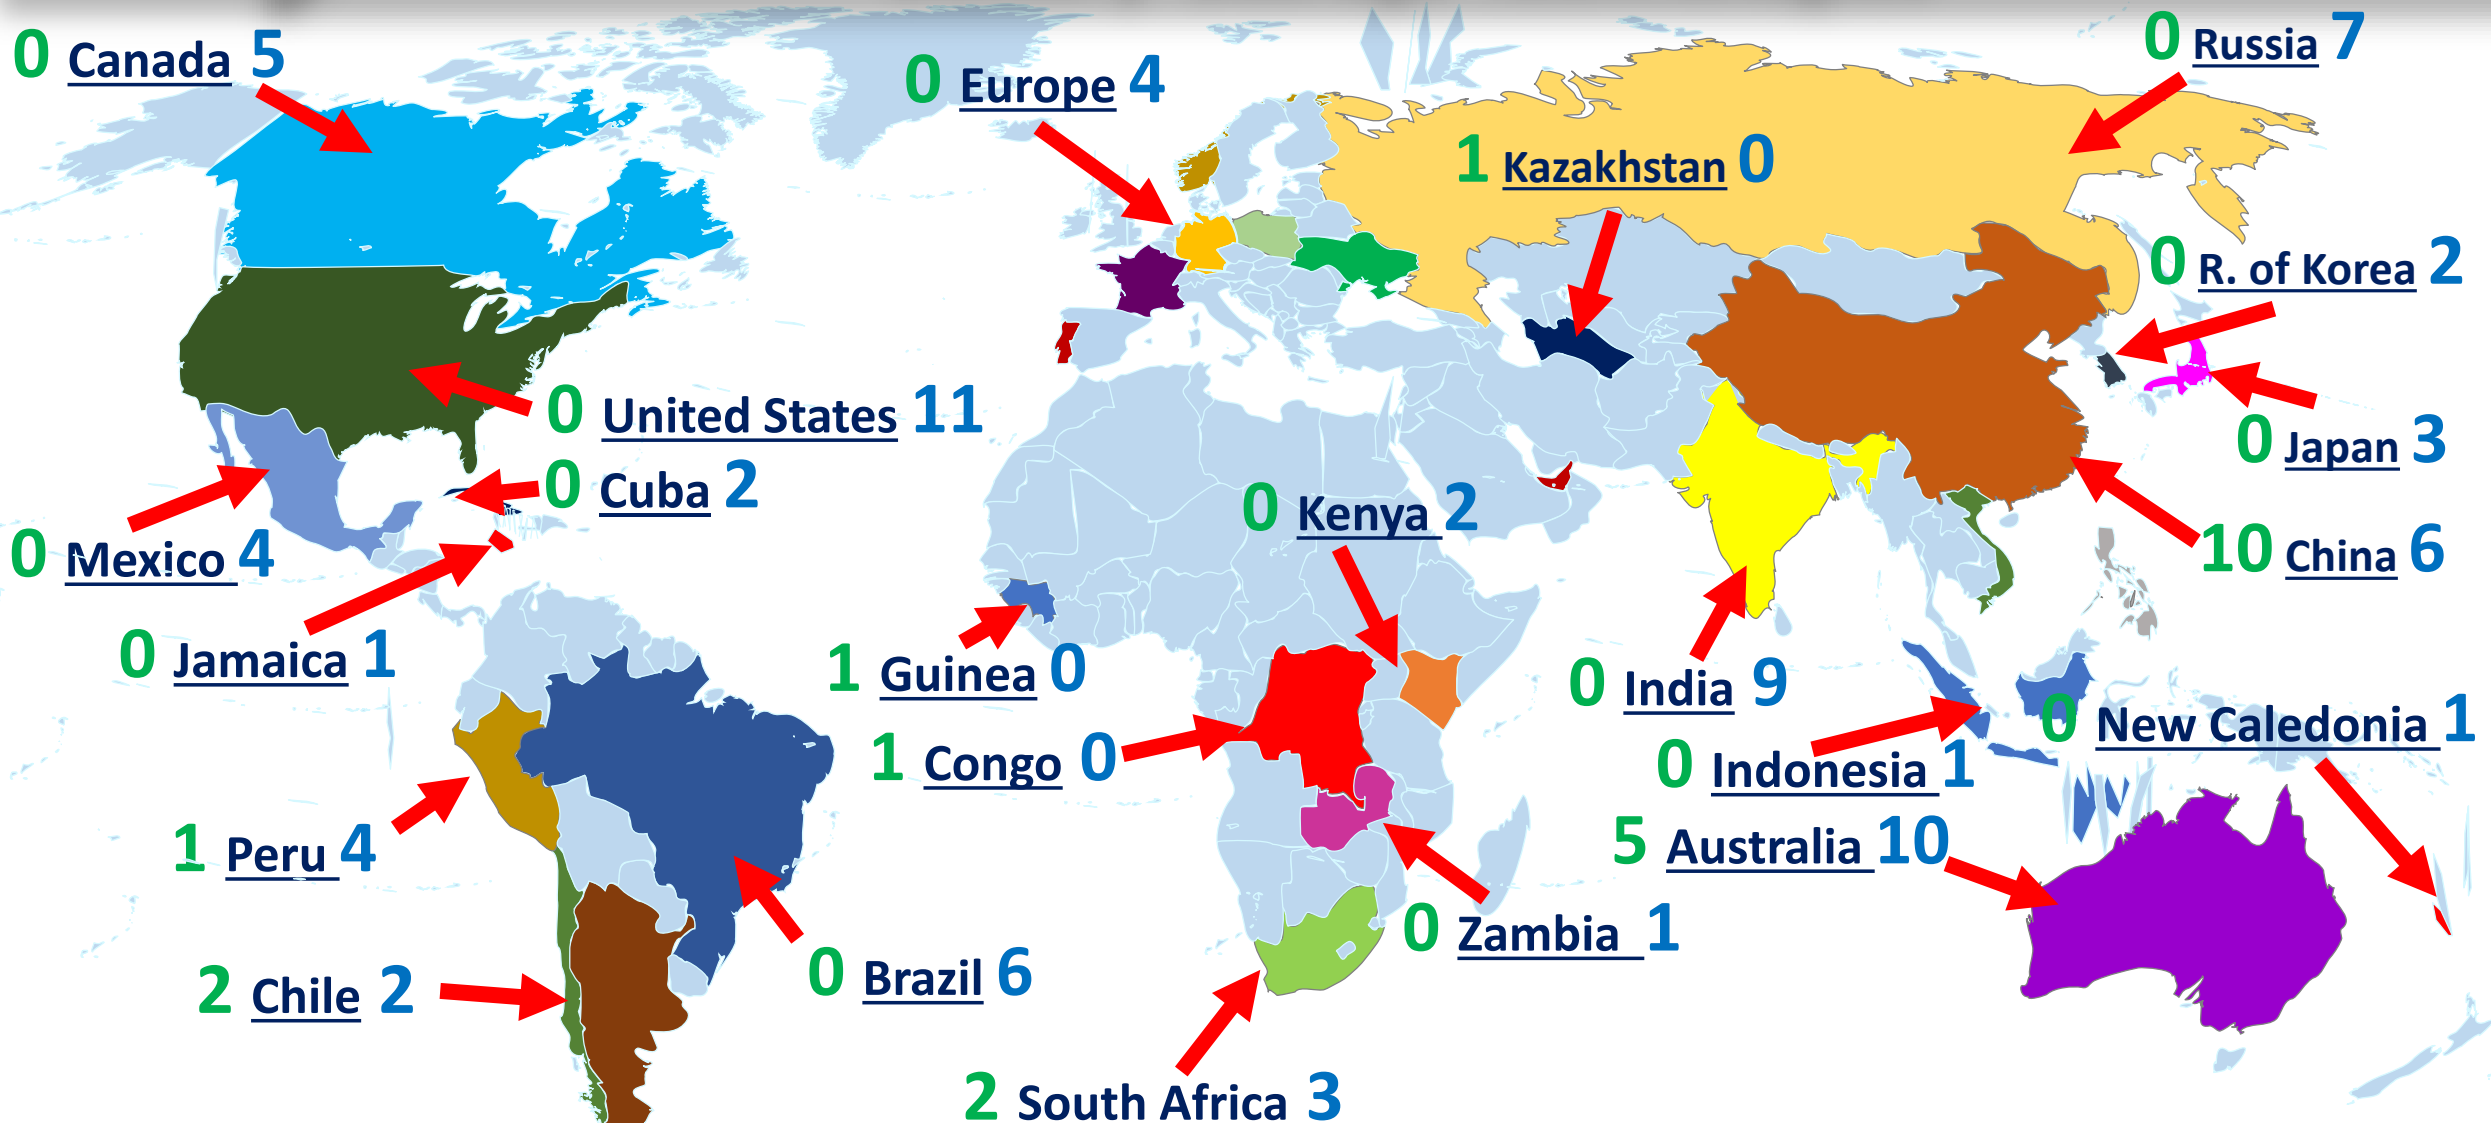 0 Canada 5
0 Europe 4
0 Russia 7
1 Kazakhstan 0
0 R. of Korea 2
0 United States 11
0 Japan 3
0 Cuba 2
0 Kenya 2
0 Mexico 4
10 China 6
0 Jamaica 1
1 Guinea 0
0 India 9
0 New Caledonia 1
1 Congo 0
0 Indonesia 1
1 Peru 4
5 Australia 10
0 Zambia 1
2 Chile 2
0 Brazil 6
2 South Africa 3